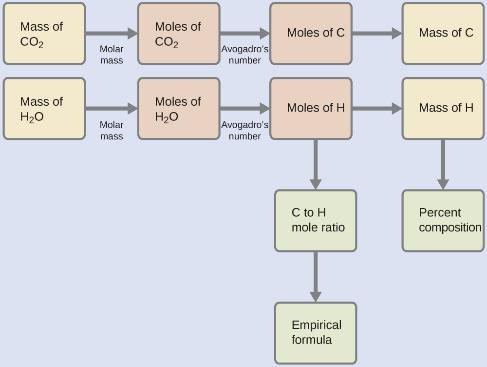 Mass of
CO₂
Molar
mass
Moles of
CO₂
Avogadro's
number
Moles of C
Mass of C
Mass of
H₂O
Molar
mass
Moles of
H₂O
Avogadro's
number
Moles of H
Mass of H
C to H
mole ratio
Percent
composition
Empirical
formula